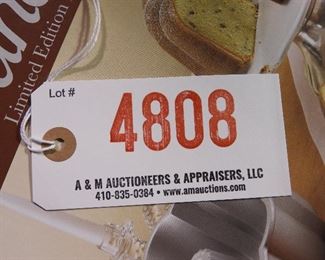 Limited Edition
Lot #
4808
A & M AUCTIONEERS & APPRAISERS, LLC
410-835-0384 • www.amauctions.com